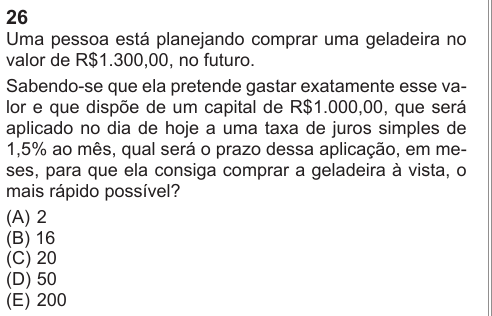 26
Uma pessoa está planejando comprar uma geladeira no
valor de R$1.300,00, no futuro.
Sabendo-se que ela pretende gastar exatamente esse va-
lor e que dispõe de um capital de R$1.000,00, que será
aplicado no dia de hoje a uma taxa de juros simples de
1,5% ao mês, qual será o prazo dessa aplicação, em me-
ses, para que ela consiga comprar a geladeira à vista, o
mais rápido possível?
(A) 2
(B) 16
(C) 20
(D) 50
(E) 200